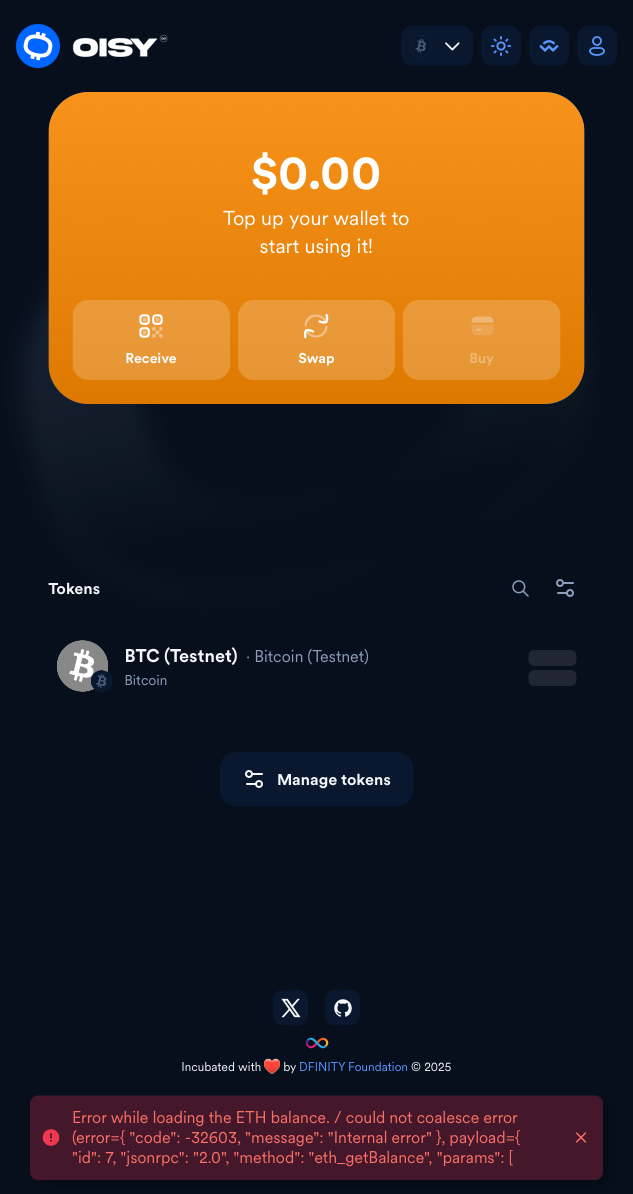 OISY
$0.00
Top up your wallet to
start using it!
Receive
Swap
Buy
Tokens
BTC (Testnet) · Bitcoin (Testnet)
Bitcoin
Manage tokens
Incubated with ❤️ by DFINITY Foundation © 2025
Error while loading the ETH balance. / could not coalesce error
(error={ "code": -32603, "message": "Internal error" }, payload={
"id": 7, "jsonrpc": "2.0", "method": "eth_getBalance", "params": [